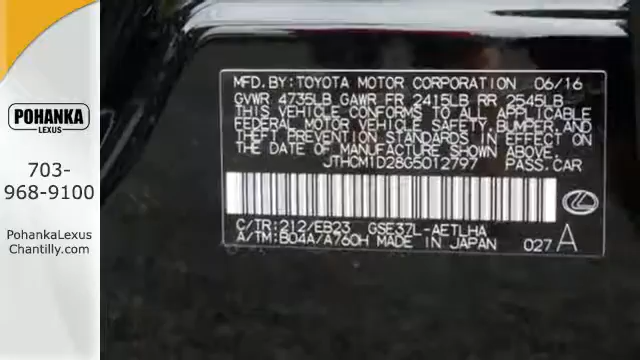 POHANKA
LEXUS
703-
968-9100
PohankaLexus
Chantilly.com
MFD.BY:TOYOTA MOTOR CORPORATION 06/16
GVWR 4735LB GAWR FR 2415LB RR 2545LB
THIS VEHICLE CONFORMS TO ALL APPLICABLE
FEDERAL MOTOR VEHICLE SAFETY,BUMPER,AND
THEFT PREVENTION STANDARDS IN EFFECT ON
THE DATE OF MANUFACTURE SHOWN ABOVE.
JTHCM1D28G5012797 PASS.CAR
C/TR:212/EB23 GSE37L-AETLHA
A/TM:B04A/A760H MADE IN JAPAN 027 A